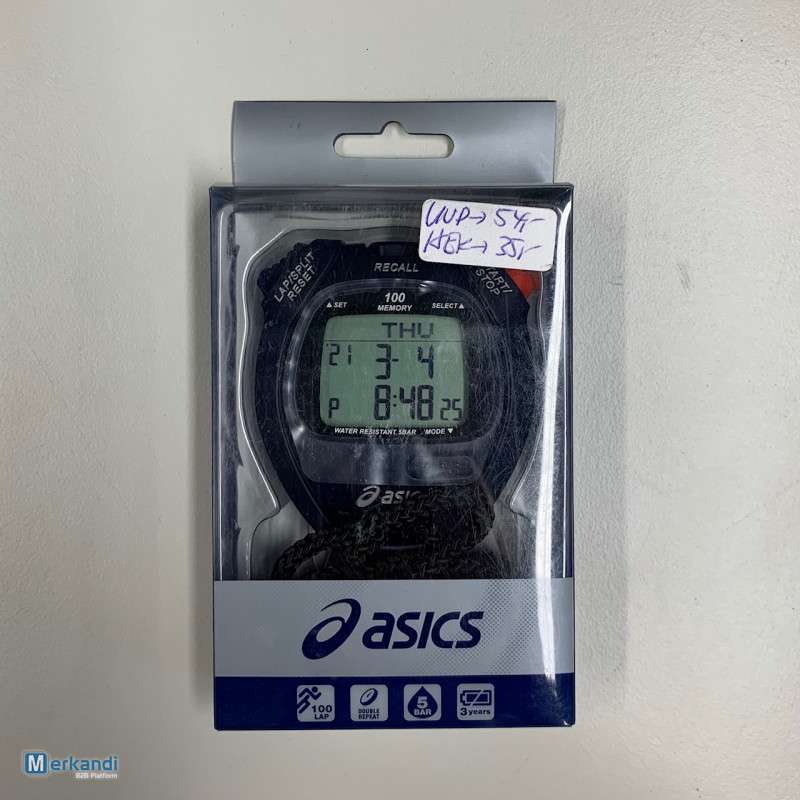 UVP→ 54,-
HEK→ 35,-
LAP/SPLIT
RESET
RECALL
START/
STOP
▲ SET
100
MEMORY
SELECT ▲
THU
'21 3- 4
P 8:48 25
WATER RESISTANT 5BAR
MODE ▼
asics
asics
100
LAP
DOUBLE
REPEAT
5
BAR
3 years
Merkandi
B2B-Platform